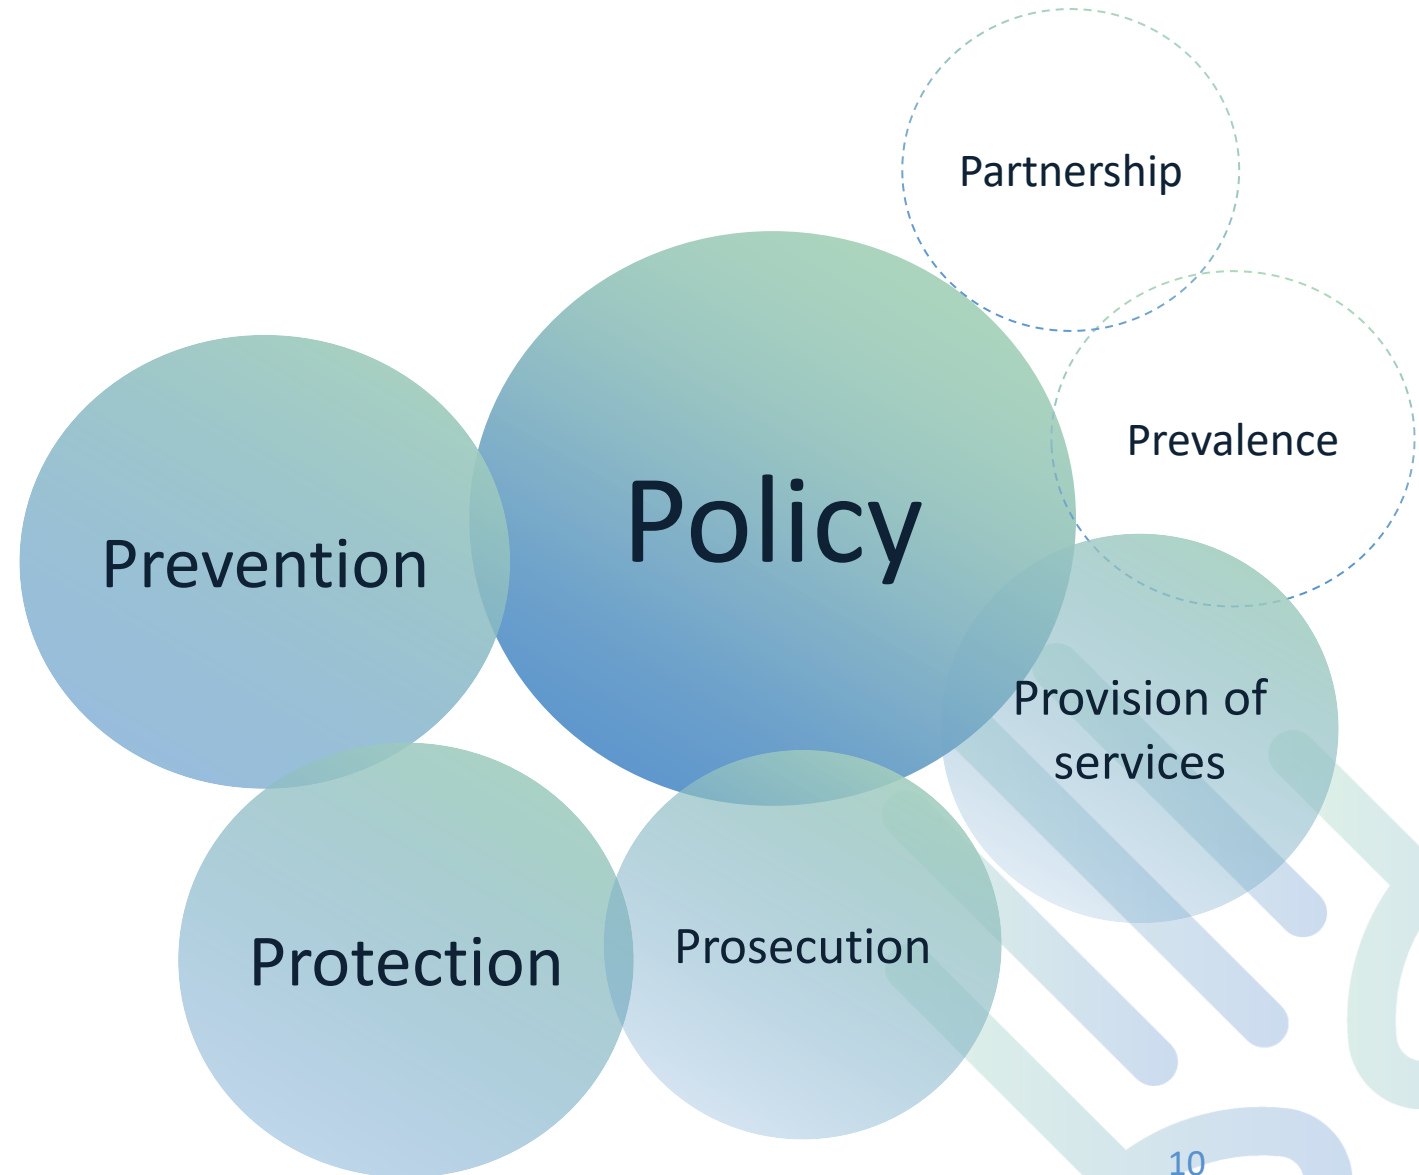 Partnership
Prevalence
Policy
Prevention
Provision of
services
Prosecution
Protection
10